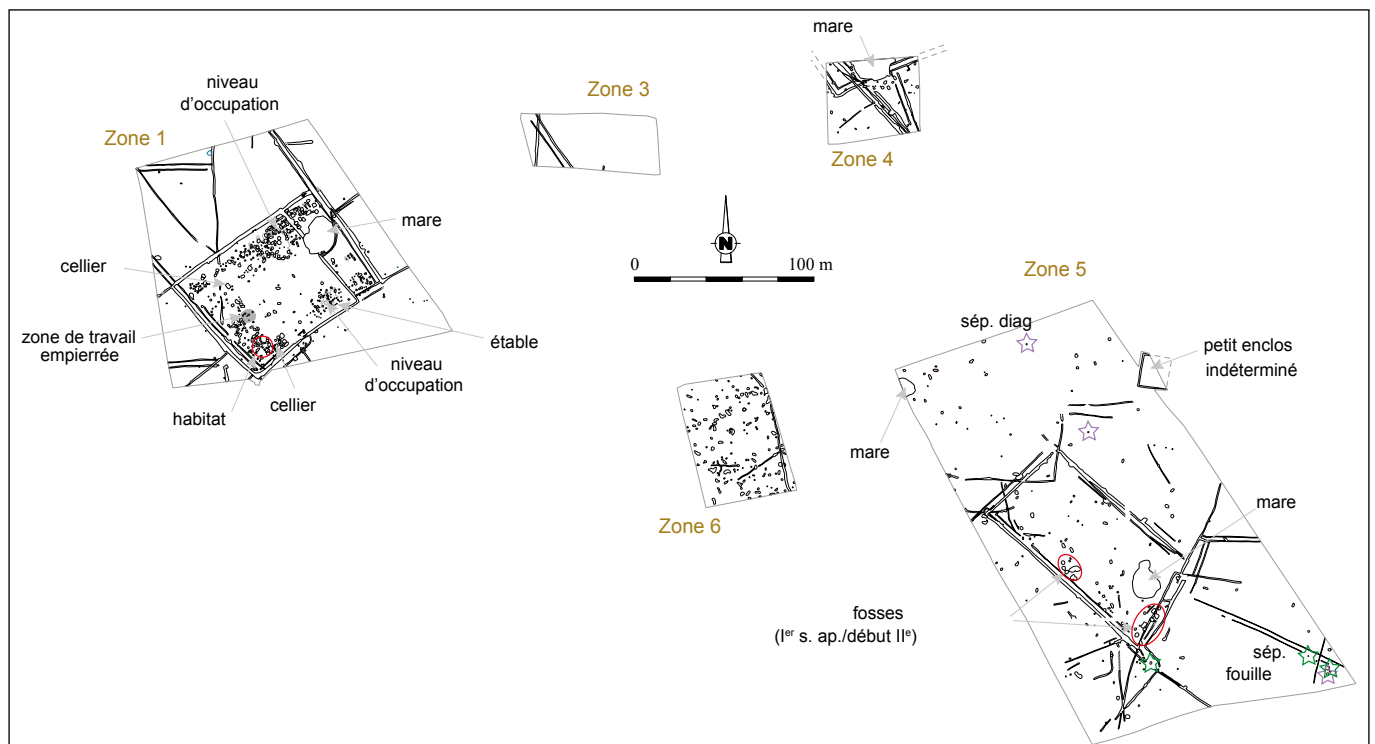 mare
niveau
d'occupation
Zone 3
Zone 1
Zone 4
mare
N
cellier
0 100 m
Zone 5
zone de travail
empierrée
étable
sép. diag
petit enclos
indéterminé
niveau
d'occupation
habitat
cellier
mare
mare
Zone 6
fosses
(Ier s. ap./début IIe)
sép.
fouille